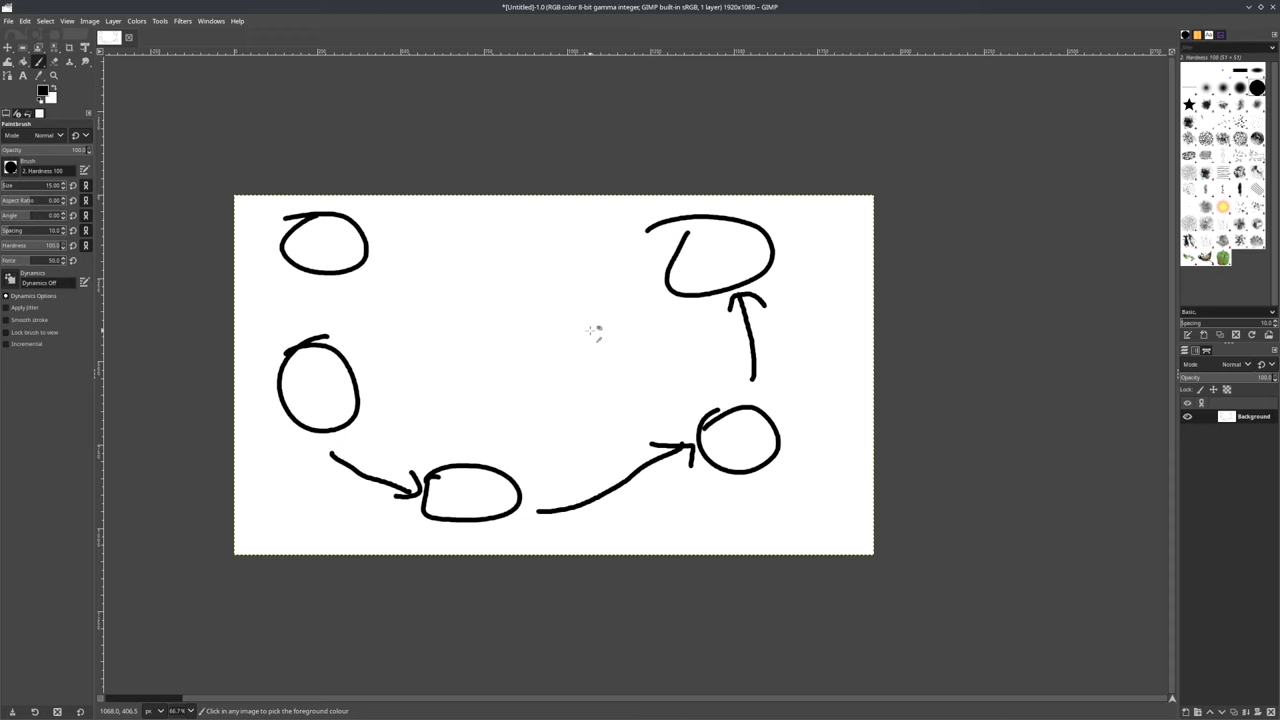 *[Untitled]-1.0 (RGB color 8-bit gamma integer, GIMP built-in sRGB, 1 layer) 1920x1080 – GIMP
File Edit Select View Image Layer Colors Tools Filters Windows Help
Paintbrush
Mode Normal
Opacity 100.0
Brush
2. Hardness 100
Size 15.00
Aspect Ratio 0.00
Angle 0.00
Spacing 10.0
Hardness 100.0
Force 50.0
Dynamics
Dynamics Off
Dynamics Options
Apply Jitter
Smooth stroke
Lock brush to view
Incremental
filter
2. Hardness 100 (51 × 51)
Basic,
Spacing 10.0
Mode Normal
Opacity 100.0
Lock:
Background
1068.0, 406.5 px 66.7% Click in any image to pick the foreground colour